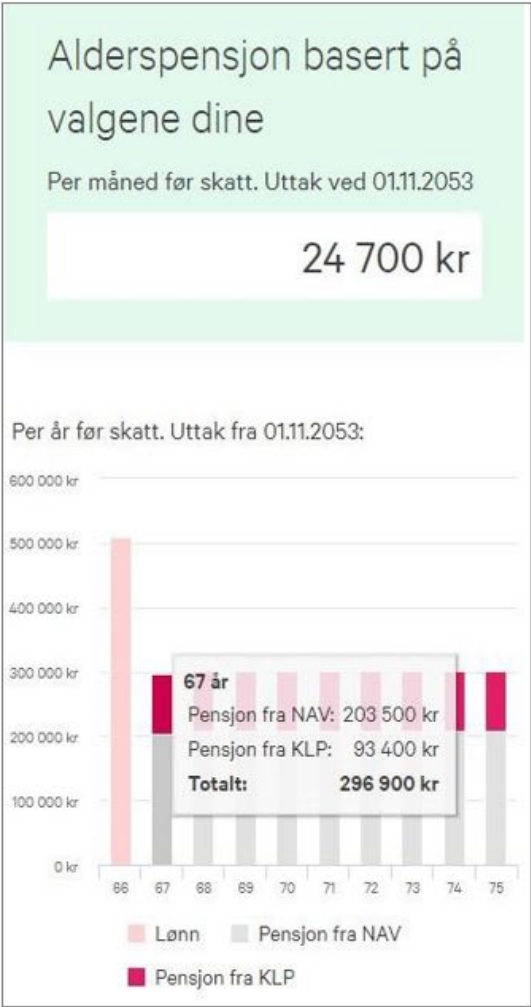 Alderspensjon basert på
valgene dine
Per måned før skatt. Uttak ved 01.11.2053
24 700 kr
Per år før skatt. Uttak fra 01.11.2053:
600 000 kr
500 000 kr
400 000 kr
300 000 kr
200 000 kr
100 000 kr
0 kr
67 år
Pensjon fra NAV: 203 500 kr
Pensjon fra KLP: 93 400 kr
Totalt: 296 900 kr
66 67 68 69 70 71 72 73 74 75
Lønn Pensjon fra NAV
Pensjon fra KLP